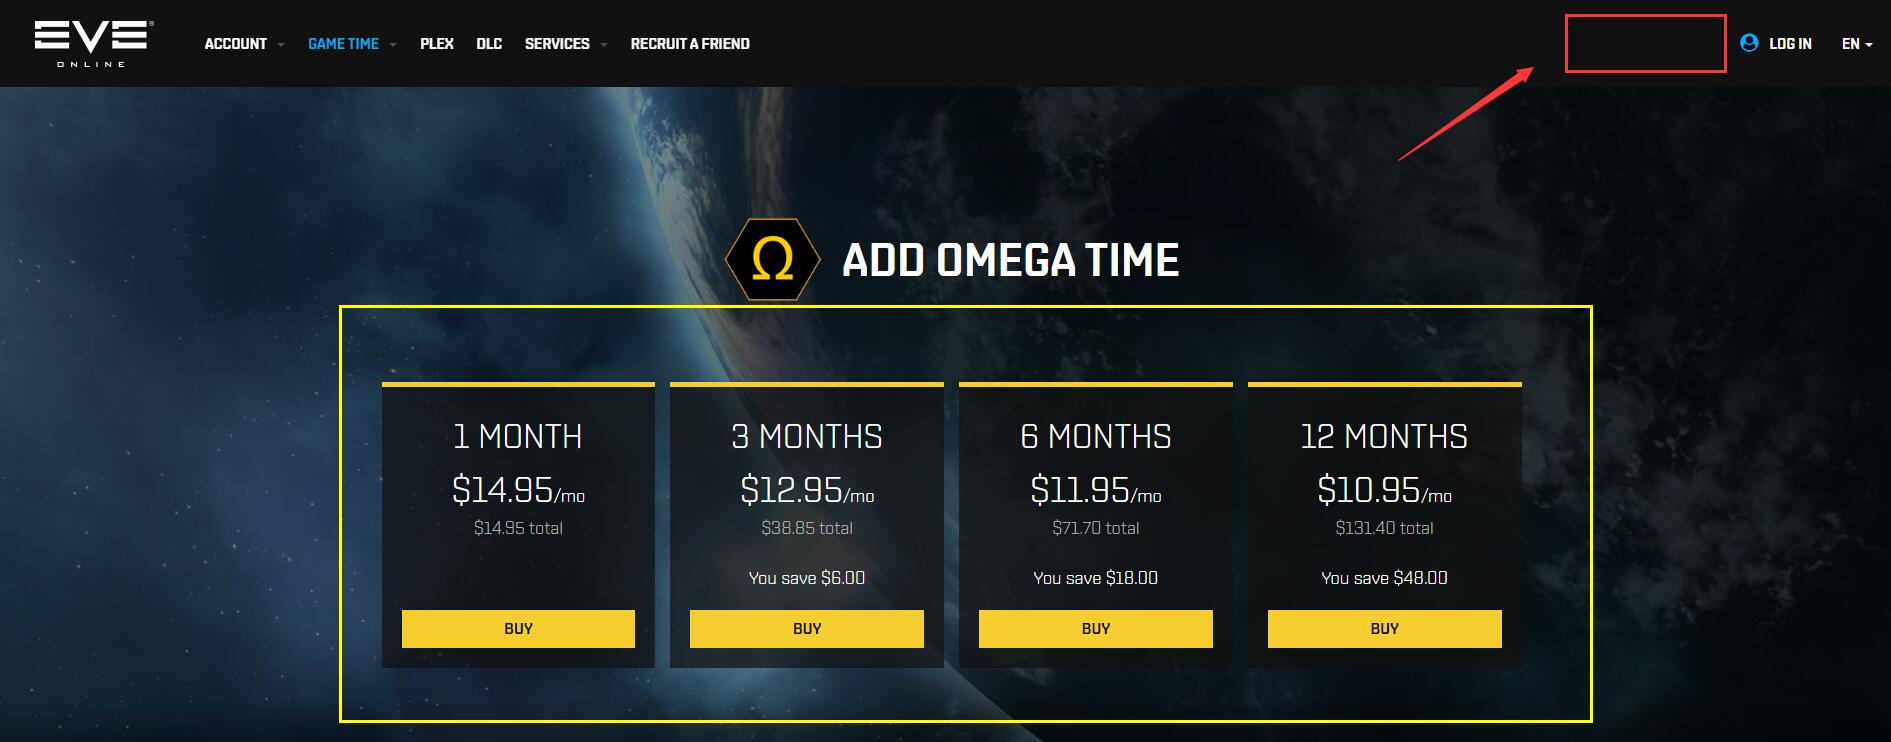 EVE®
ONLINE
ACCOUNT GAME TIME PLEX DLC SERVICES RECRUIT A FRIEND LOG IN EN
Ω ADD OMEGA TIME
1 MONTH
$14.95/mo
$14.95 total
BUY
3 MONTHS
$12.95/mo
$38.85 total
You save $6.00
BUY
6 MONTHS
$11.95/mo
$71.70 total
You save $18.00
BUY
12 MONTHS
$10.95/mo
$131.40 total
You save $48.00
BUY